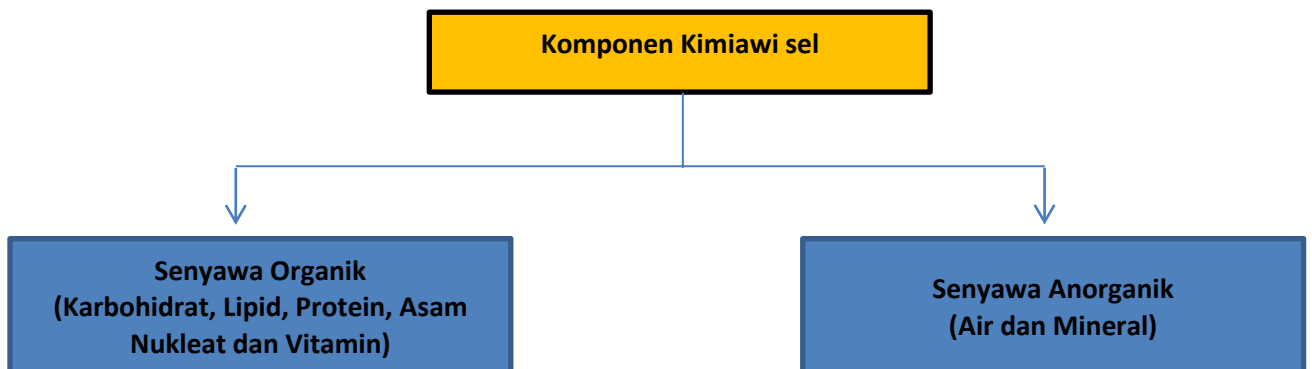 Komponen Kimiawi sel
Senyawa Organik
(Karbohidrat, Lipid, Protein, Asam
Nukleat dan Vitamin)
Senyawa Anorganik
(Air dan Mineral)